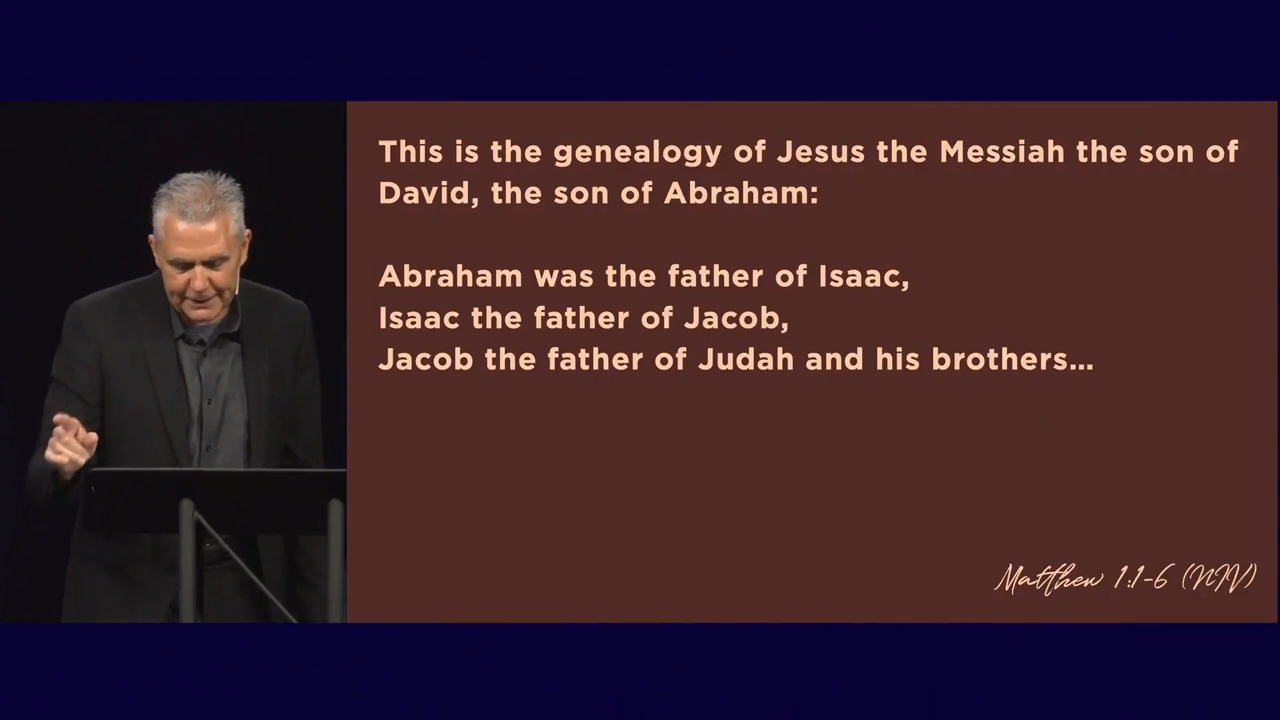 This is the genealogy of Jesus the Messiah the son of
David, the son of Abraham:
Abraham was the father of Isaac,
Isaac the father of Jacob,
Jacob the father of Judah and his brothers...
Matthew 1:1-6 (NIV)